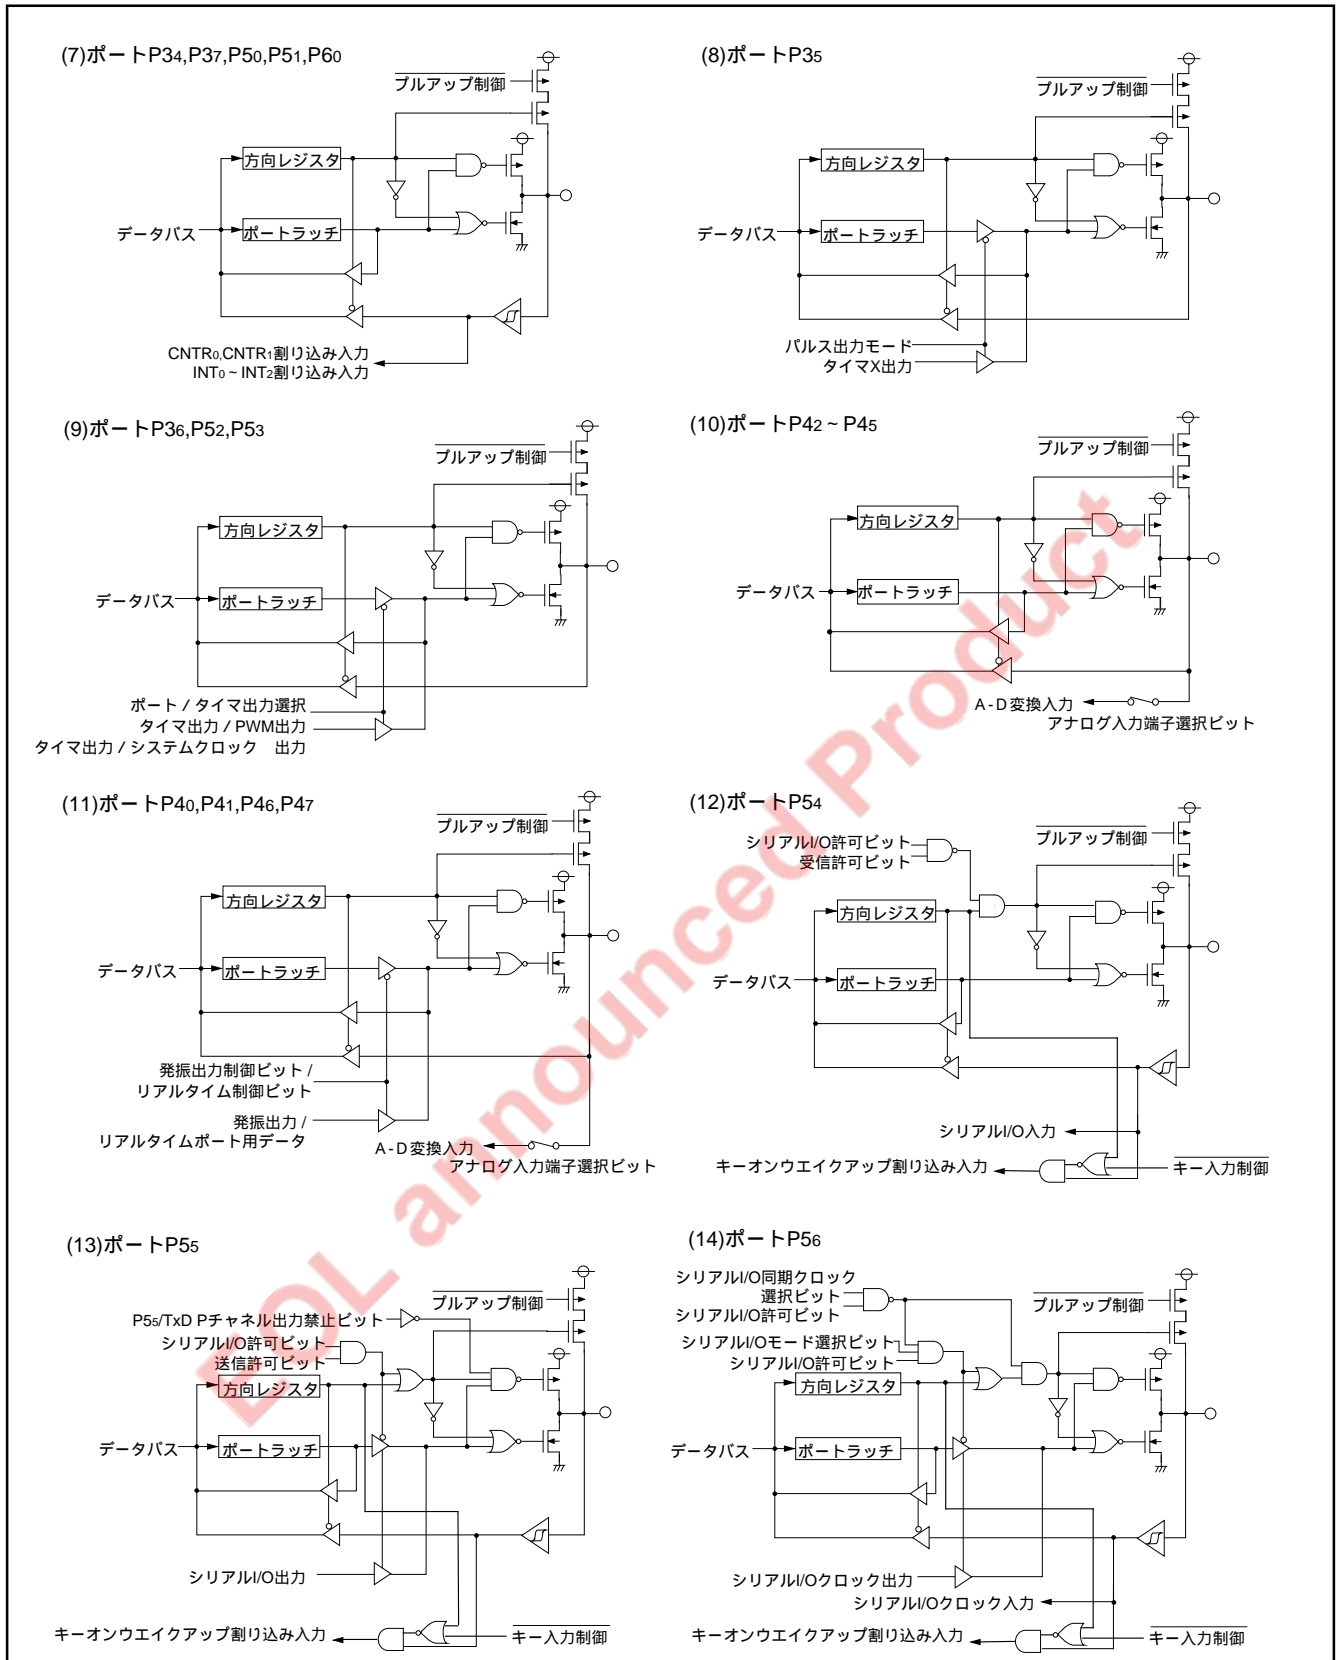 (7)ポートP34,P37,P50,P51,P60
プルアップ制御
方向レジスタ
データバス
ポートラッチ
CNTR0,CNTR1割り込み入力
INT0 ~ INT2割り込み入力
(8)ポートP35
プルアップ制御
方向レジスタ
データバス
ポートラッチ
パルス出力モード
タイマX出力
(9)ポートP36,P52,P53
プルアップ制御
方向レジスタ
データバス
ポートラッチ
ポート / タイマ出力選択
タイマ出力 / PWM出力
タイマ出力 / システムクロック 出力
(10)ポートP42 ~ P45
プルアップ制御
方向レジスタ
データバス
ポートラッチ
A-D変換入力
アナログ入力端子選択ビット
(11)ポートP40,P41,P46,P47
プルアップ制御
方向レジスタ
データバス
ポートラッチ
発振出力制御ビット /
リアルタイム制御ビット
発振出力 /
リアルタイムポート用データ
A-D変換入力
アナログ入力端子選択ビット
(12)ポートP54
シリアルI/O許可ビット
受信許可ビット
プルアップ制御
方向レジスタ
データバス
ポートラッチ
シリアルI/O入力
キーオンウエイクアップ割り込み入力
キー入力制御
(13)ポートP55
プルアップ制御
P55/TxD Pチャネル出力禁止ビット
シリアルI/O許可ビット
送信許可ビット
方向レジスタ
データバス
ポートラッチ
シリアルI/O出力
キーオンウエイクアップ割り込み入力
キー入力制御
(14)ポートP56
シリアルI/O同期クロック
選択ビット
シリアルI/O許可ビット
プルアップ制御
シリアルI/Oモード選択ビット
シリアルI/O許可ビット
方向レジスタ
データバス
ポートラッチ
シリアルI/Oクロック出力
シリアルI/Oクロック入力
キーオンウエイクアップ割り込み入力
キー入力制御
EOL announced Product